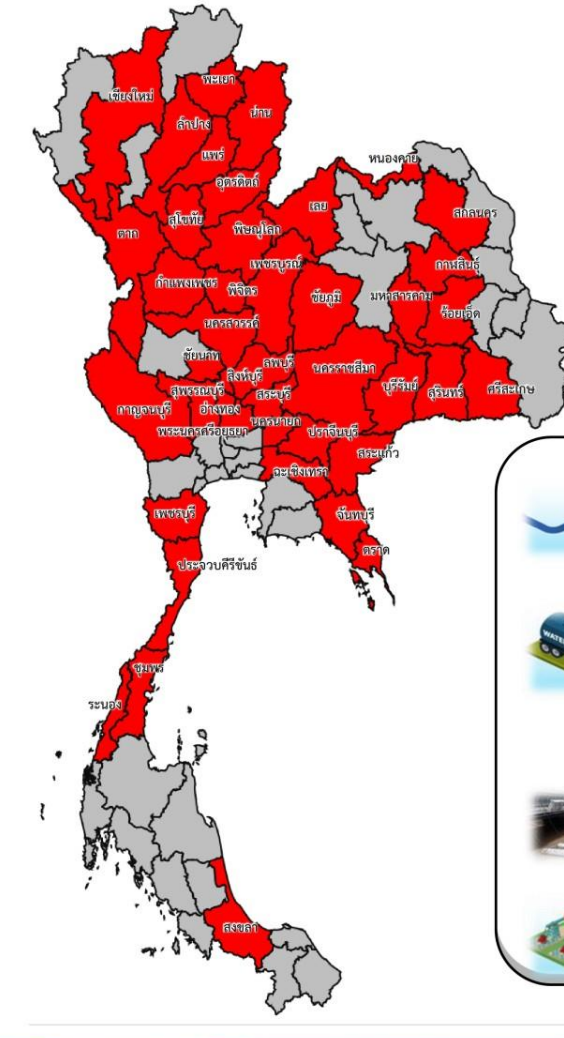 พะเยา
เชียงใหม่
น่าน
ลำปาง
แพร่
หนองคาย
อุตรดิตถ์
เลย
สกลนคร
สุโขทัย
ตาก
พิษณุโลก
เพชรบูรณ์
กาฬสินธุ์
กำแพงเพชร
พิจิตร
ชัยภูมิ
มหาสารคาม
ร้อยเอ็ด
นครสวรรค์
ชัยนาท
ลพบุรี
นครราชสีมา
สิงห์บุรี
สุพรรณบุรี
สระบุรี
บุรีรัมย์
สุรินทร์
ศรีสะเกษ
กาญจนบุรี
อ่างทอง
นครนายก
พระนครศรีอยุธยา
ปราจีนบุรี
สระแก้ว
ฉะเชิงเทรา
เพชรบุรี
จันทบุรี
ตราด
ประจวบคีรีขันธ์
ชุมพร
ระนอง
สงขลา
WATE